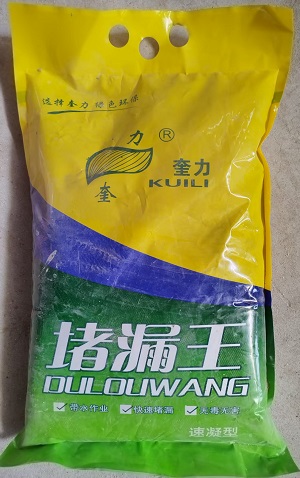 选择奎力 绿色环保
力
®
奎
奎力
KUILI
堵漏王
DULOUWANG
带水作业 快速堵漏 无毒无害
速凝型